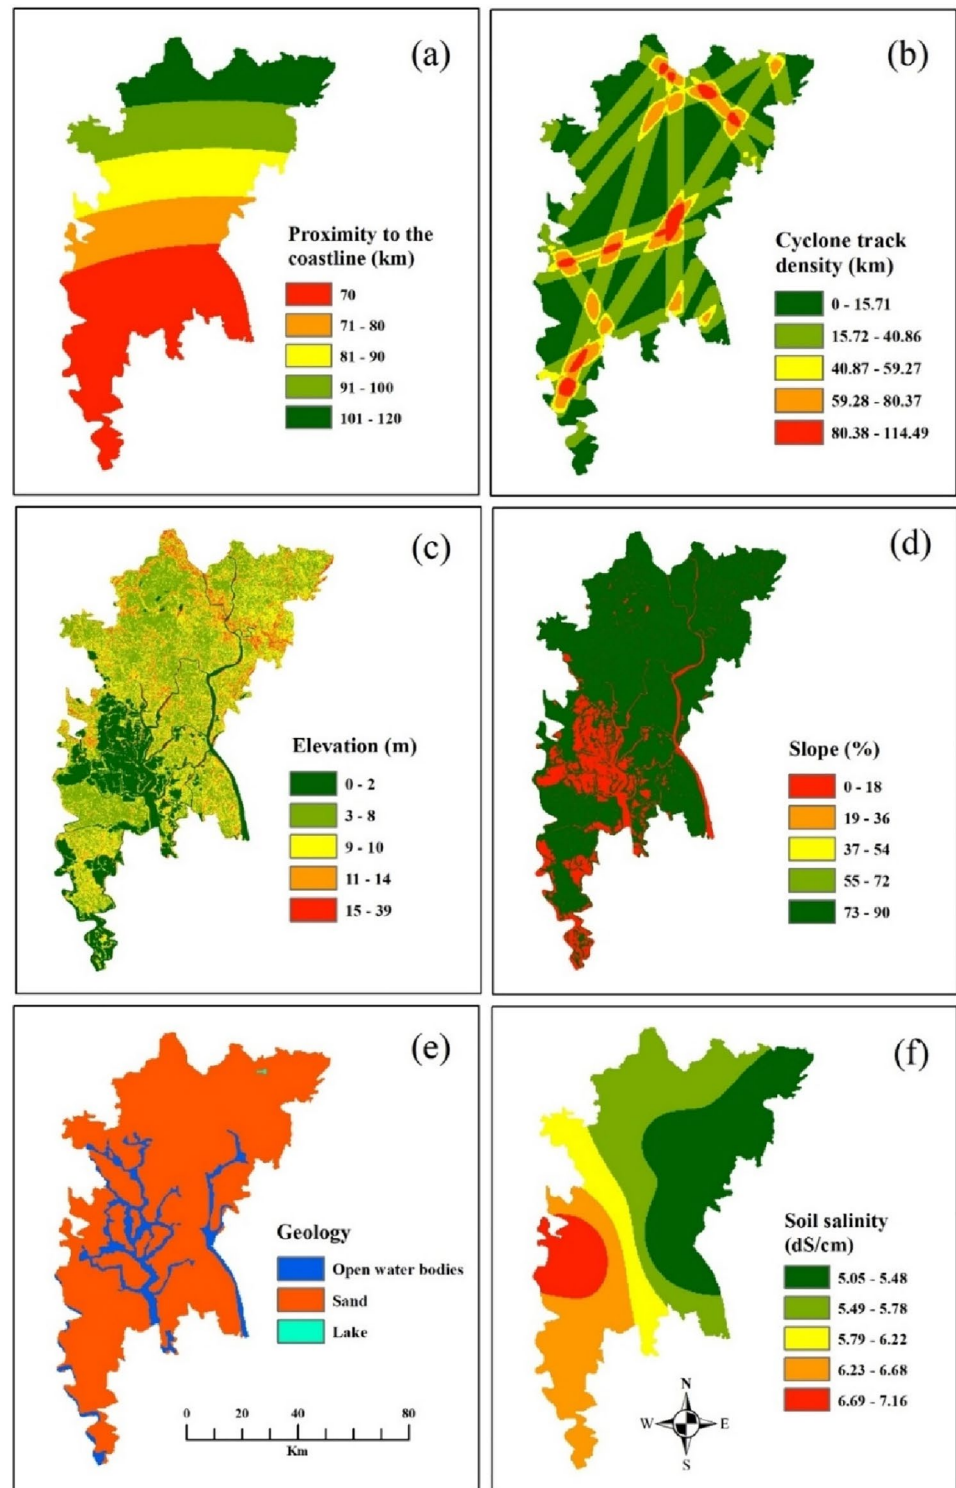 (a)
Proximity to the
coastline (km)
70
71 - 80
81 - 90
91 - 100
101 - 120
(b)
Cyclone track
density (km)
0 - 15.71
15.72 - 40.86
40.87 - 59.27
59.28 - 80.37
80.38 - 114.49
(c)
Elevation (m)
0 - 2
3 - 8
9 - 10
11 - 14
15 - 39
(d)
Slope (%)
0 - 18
19 - 36
37 - 54
55 - 72
73 - 90
(e)
Geology
Open water bodies
Sand
Lake
0 20 40 80
Km
(f)
Soil salinity
(dS/cm)
5.05 - 5.48
5.49 - 5.78
5.79 - 6.22
6.23 - 6.68
6.69 - 7.16
N
W E
S